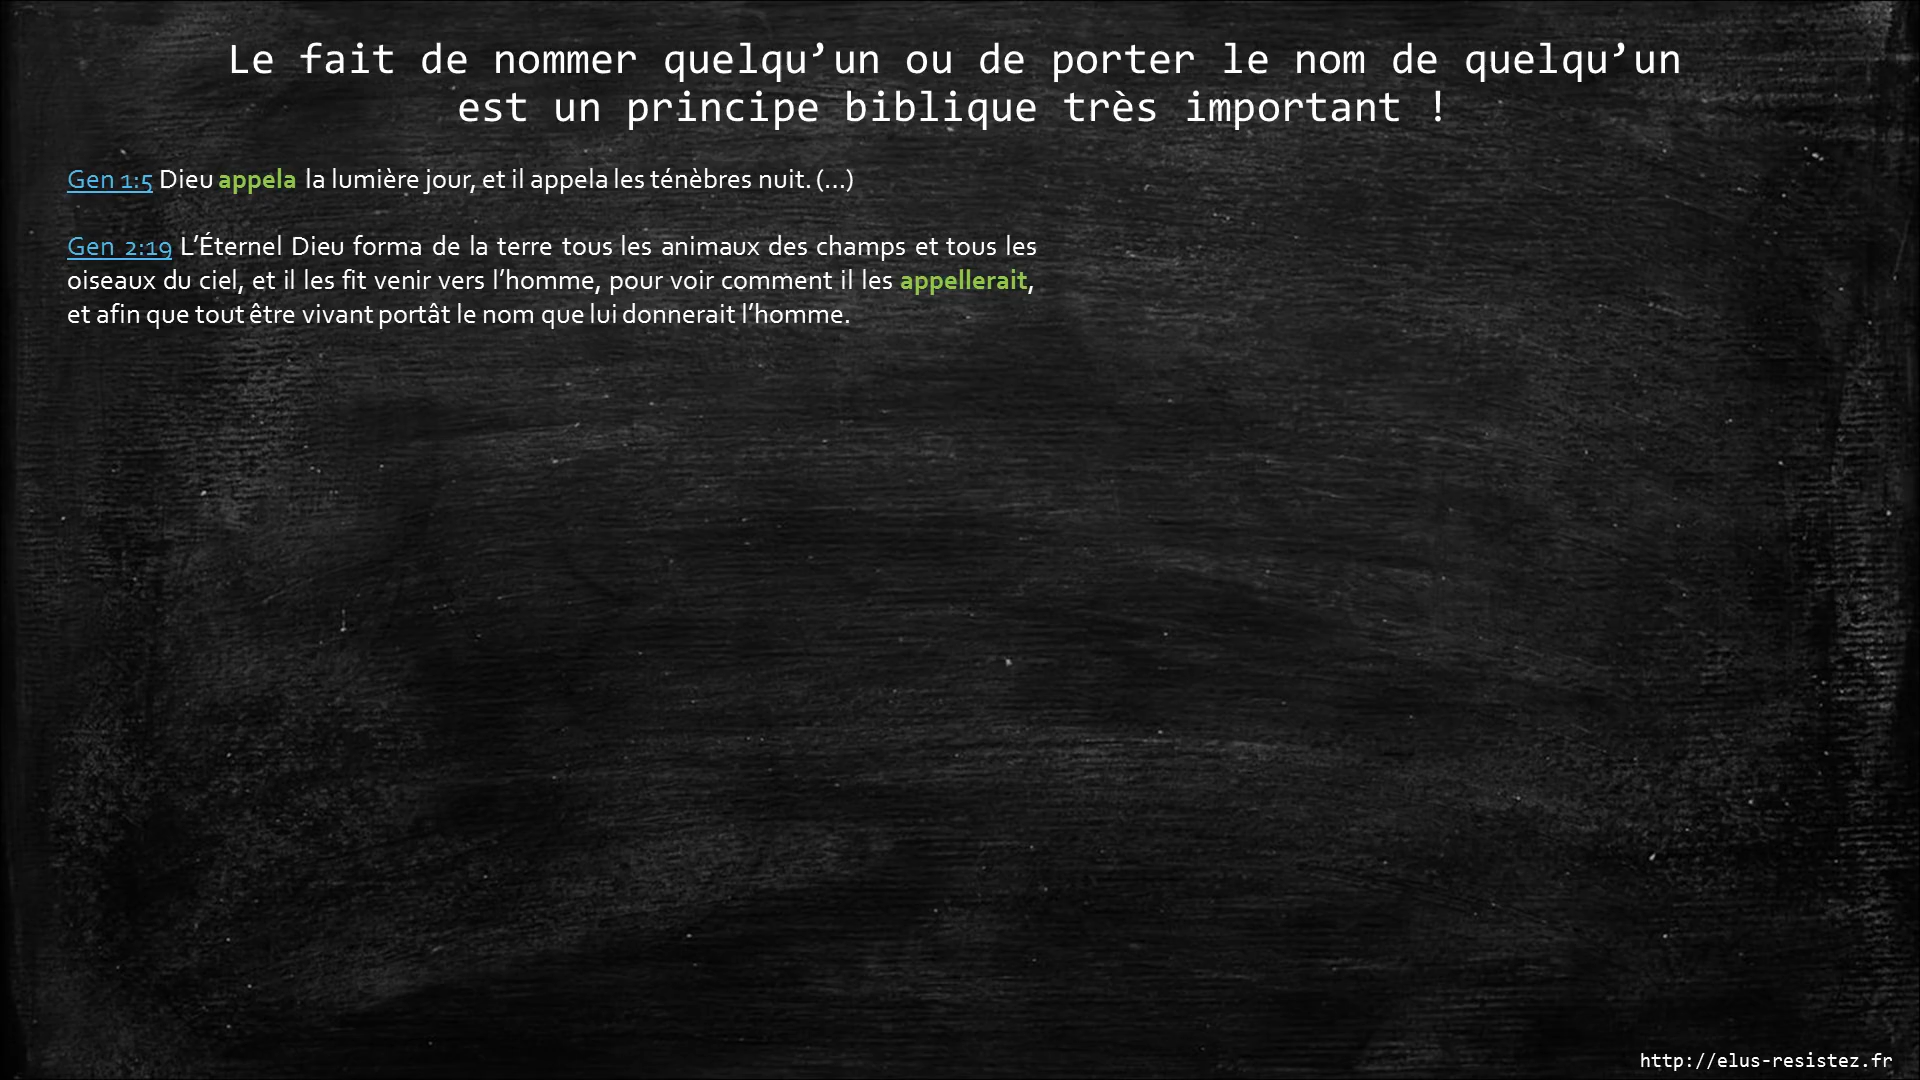 Le fait de nommer quelqu’un ou de porter le nom de quelqu’un
est un principe biblique très important !
Gen 1:5 Dieu appela la lumière jour, et il appela les ténèbres nuit. (…)
Gen 2:19 L’Éternel Dieu forma de la terre tous les animaux des champs et tous les
oiseaux du ciel, et il les fit venir vers l’homme, pour voir comment il les appellerait,
et afin que tout être vivant portât le nom que lui donnerait l’homme.
http://elus-resistez.fr